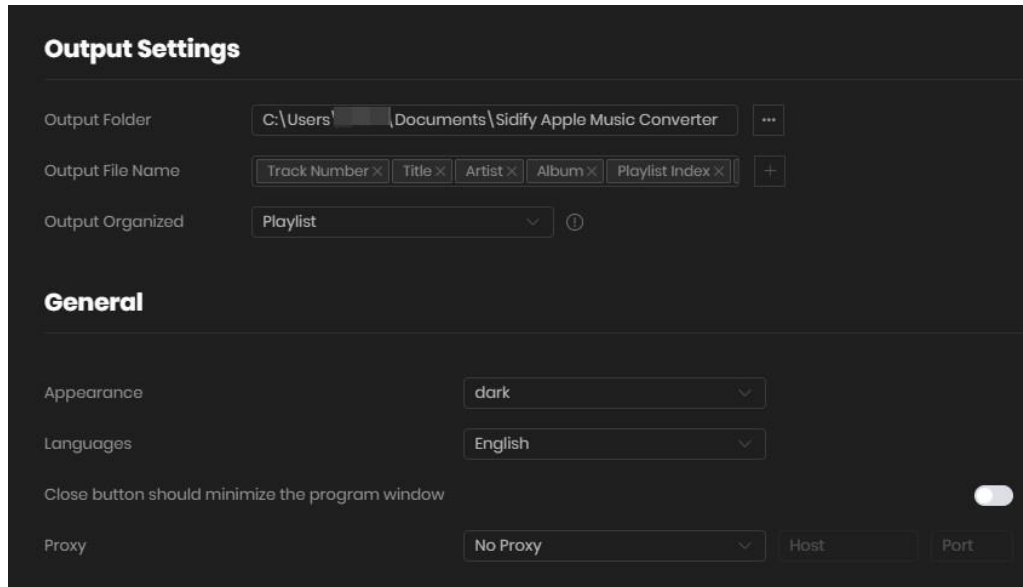 Output Settings
Output Folder C:\Users\ \Documents\Sidify Apple Music Converter ···
Output File Name Track Number× Title× Artist× Album× Playlist Index× +
Output Organized Playlist
General
Appearance dark
Languages English
Close button should minimize the program window
Proxy No Proxy Host Port